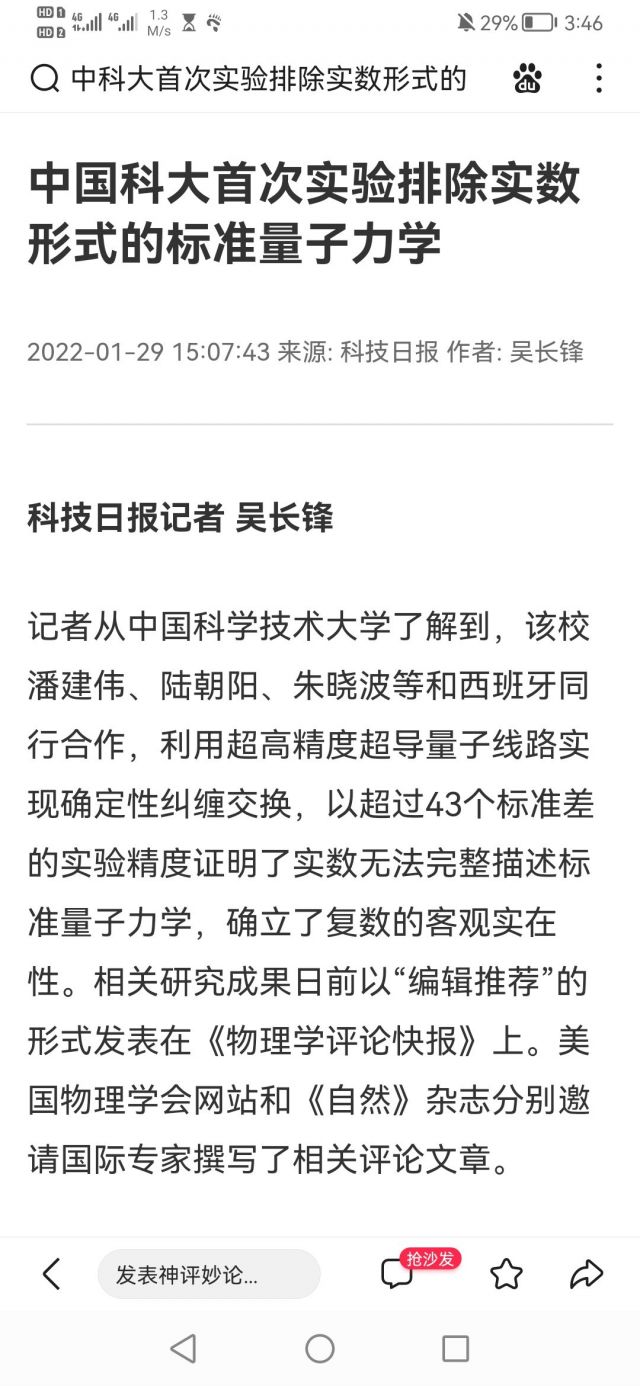 HD 1 4G 4G 1.3 M/s 29% 3:46
HD 2
中科大首次实验排除实数形式的
du
中国科大首次实验排除实数
形式的标准量子力学
2022-01-29 15:07:43 来源: 科技日报 作者: 吴长锋
科技日报记者 吴长锋
记者从中国科学技术大学了解到，该校
潘建伟、陆朝阳、朱晓波等和西班牙同
行合作，利用超高精度超导量子线路实
现确定性纠缠交换，以超过43个标准差
的实验精度证明了实数无法完整描述标
准量子力学，确立了复数的客观实在
性。相关研究成果日前以“编辑推荐”的
形式发表在《物理学评论快报》上。美
国物理学会网站和《自然》杂志分别邀
请国际专家撰写了相关评论文章。
抢沙发
发表神评妙论...